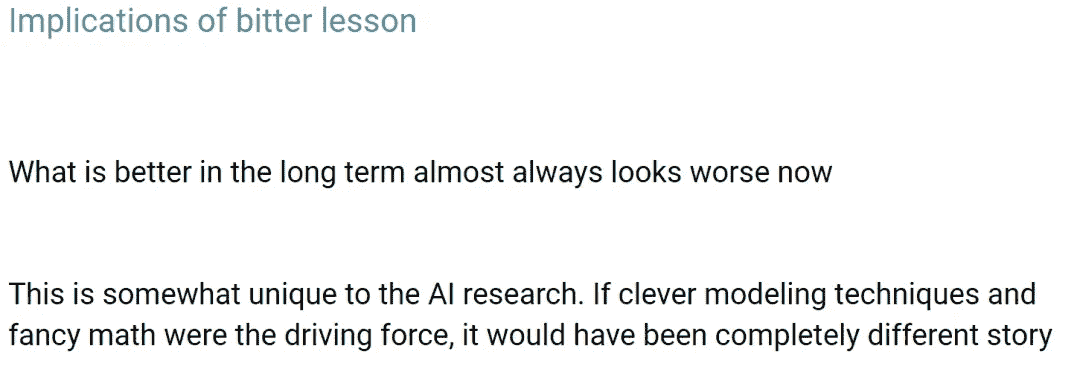 Implications of bitter lesson
What is better in the long term almost always looks worse now
This is somewhat unique to the AI research. If clever modeling techniques and
fancy math were the driving force, it would have been completely different story